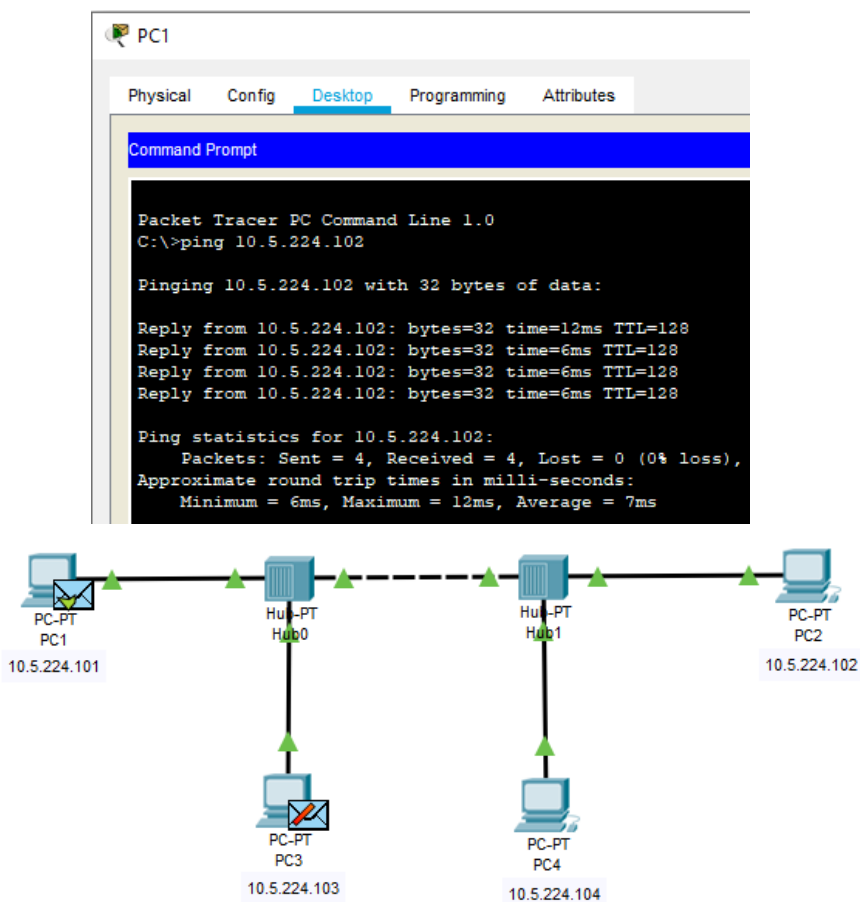 PC1
Physical Config Desktop Programming Attributes
Command Prompt
Packet Tracer PC Command Line 1.0
C:\>ping 10.5.224.102
Pinging 10.5.224.102 with 32 bytes of data:
Reply from 10.5.224.102: bytes=32 time=12ms TTL=128
Reply from 10.5.224.102: bytes=32 time=6ms TTL=128
Reply from 10.5.224.102: bytes=32 time=6ms TTL=128
Reply from 10.5.224.102: bytes=32 time=6ms TTL=128
Ping statistics for 10.5.224.102:
Packets: Sent = 4, Received = 4, Lost = 0 (0% loss),
Approximate round trip times in milli-seconds:
Minimum = 6ms, Maximum = 12ms, Average = 7ms
PC-PT
PC1
10.5.224.101
Hub-PT
Hub0
Hub-PT
Hub1
PC-PT
PC2
10.5.224.102
PC-PT
PC3
10.5.224.103
PC-PT
PC4
10.5.224.104